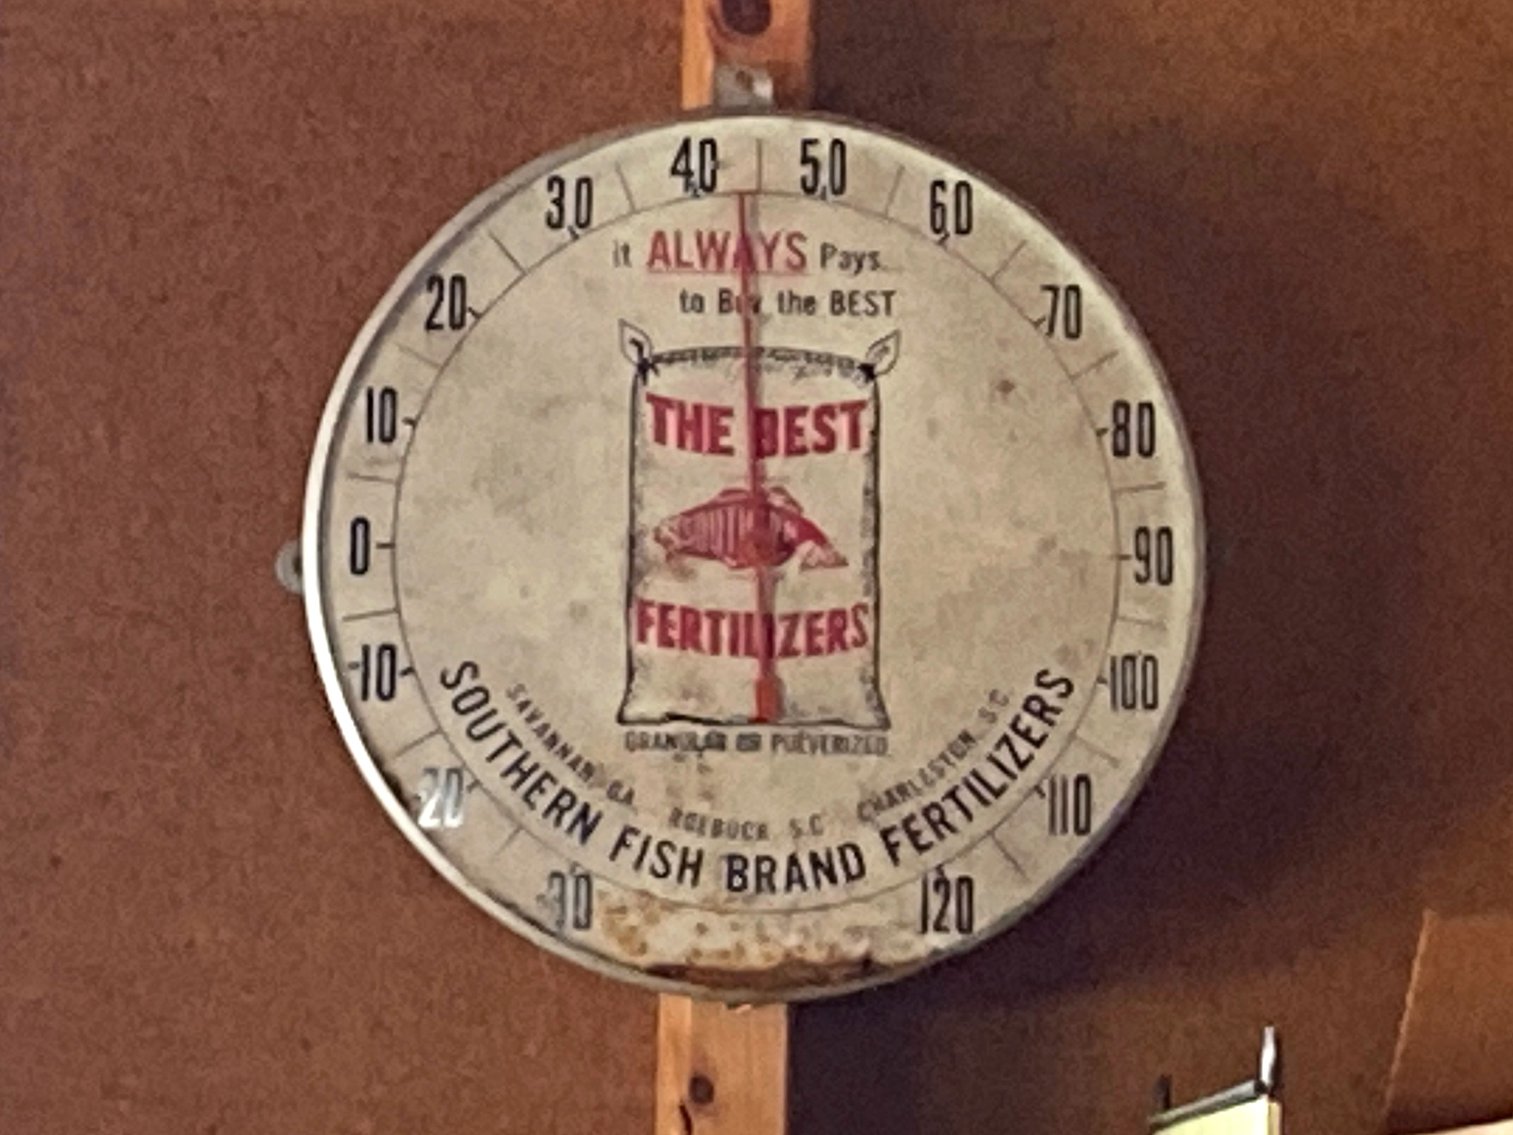 40 50
30 60
20 70
10 80
0 90
-10 100
-20 110
-30 120
it ALWAYS Pays
to Buy the BEST
THE BEST
FERTILIZERS
GRANULAR OR PULVERIZED
SAVANNAH, GA. ROEBUCK S.C. CHARLESTON, S.C.
SOUTHERN FISH BRAND FERTILIZERS